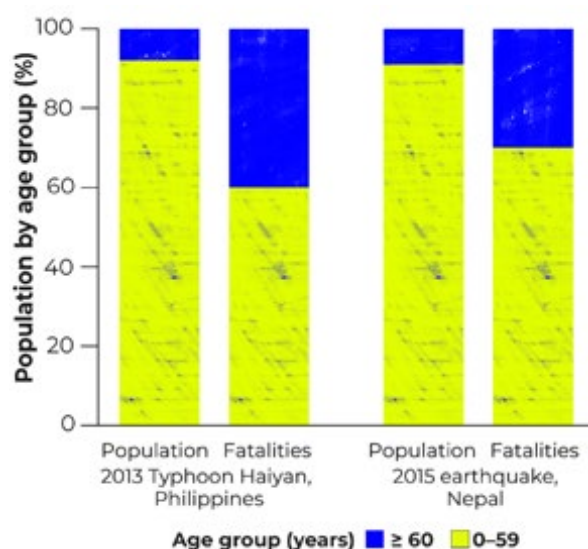 Population by age group (%)
100
80
60
40
20
0
Population Fatalities
2013 Typhoon Haiyan,
Philippines
Population Fatalities
2015 earthquake,
Nepal
Age group (years) ≥ 60 0–59